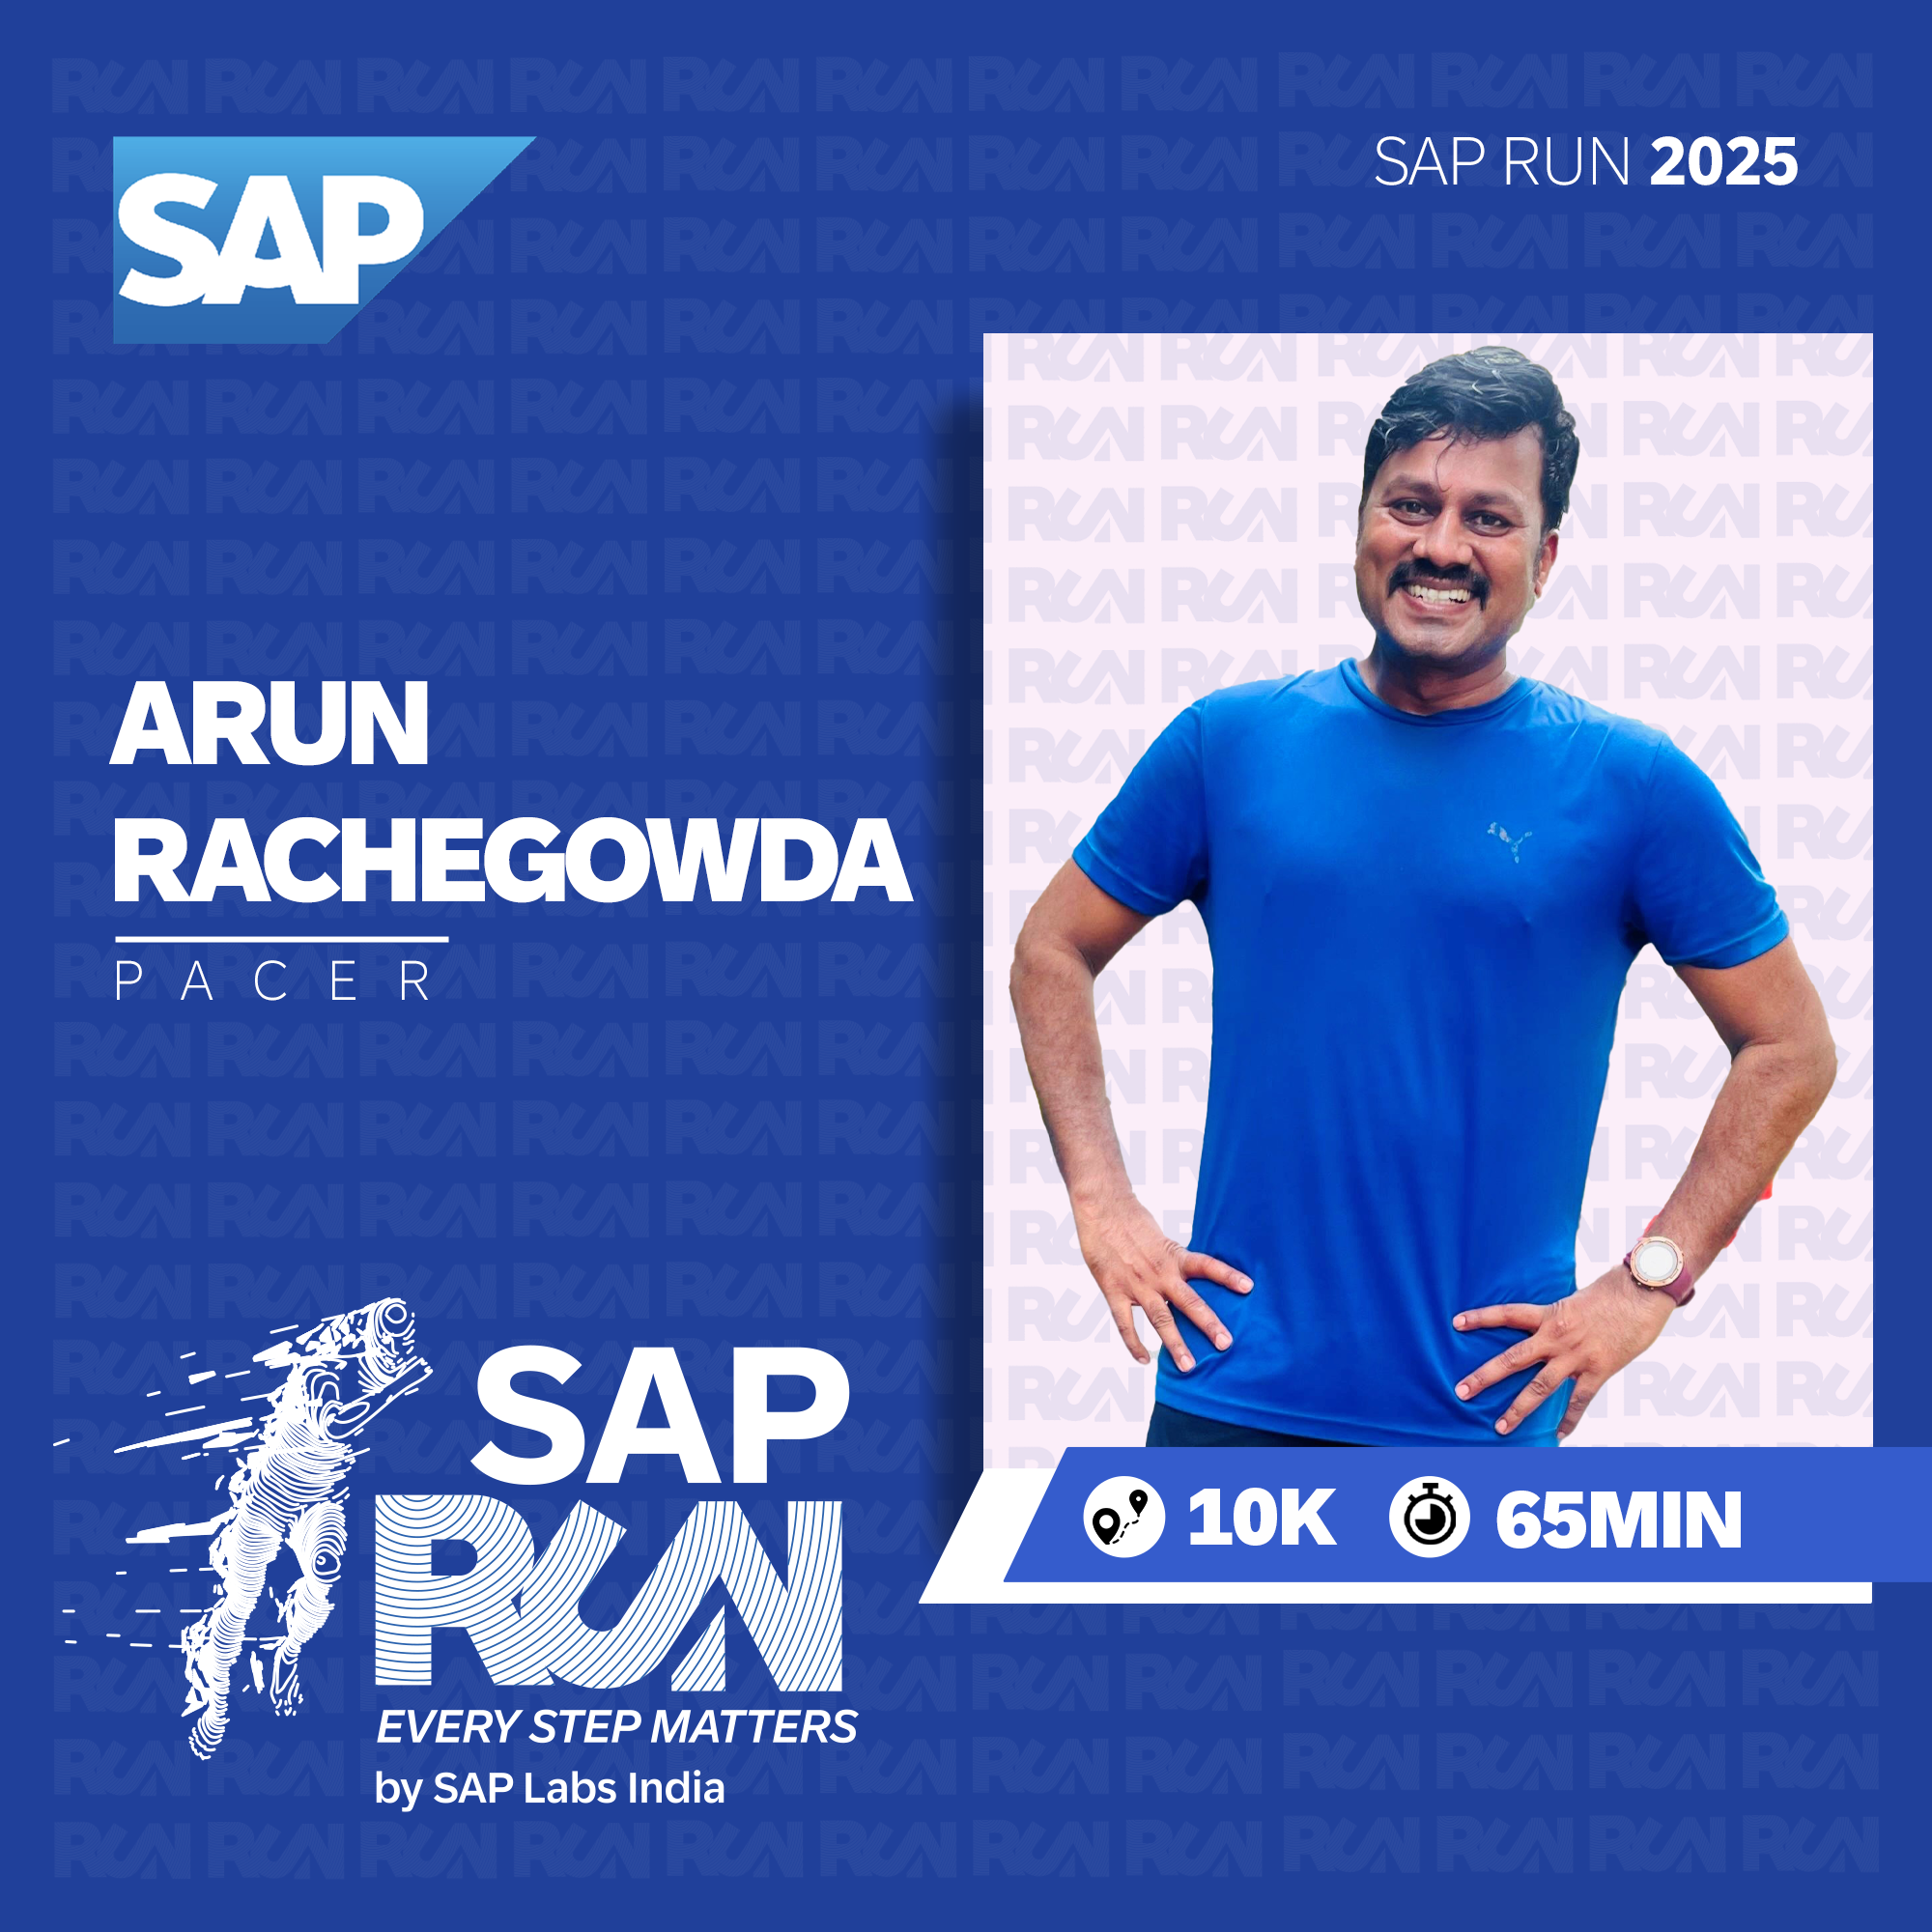 SAP
SAP RUN 2025
ARUN
RACHEGOWDA
PACER
SAP
RUN
EVERY STEP MATTERS
by SAP Labs India
10K 65MIN